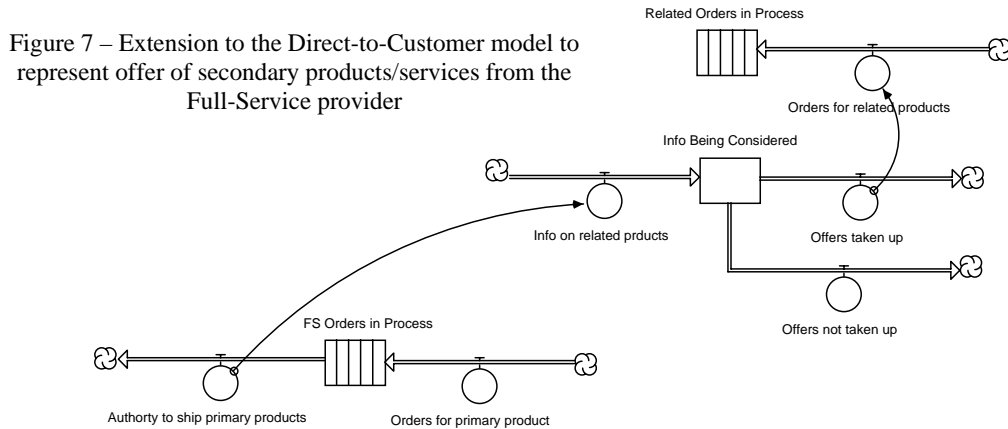 Figure 7 – Extension to the Direct-to-Customer model to
represent offer of secondary products/services from the
Full-Service provider
Related Orders in Process
Orders for related products
Info Being Considered
Info on related prducts
Offers taken up
Offers not taken up
FS Orders in Process
Authorty to ship primary products
Orders for primary product